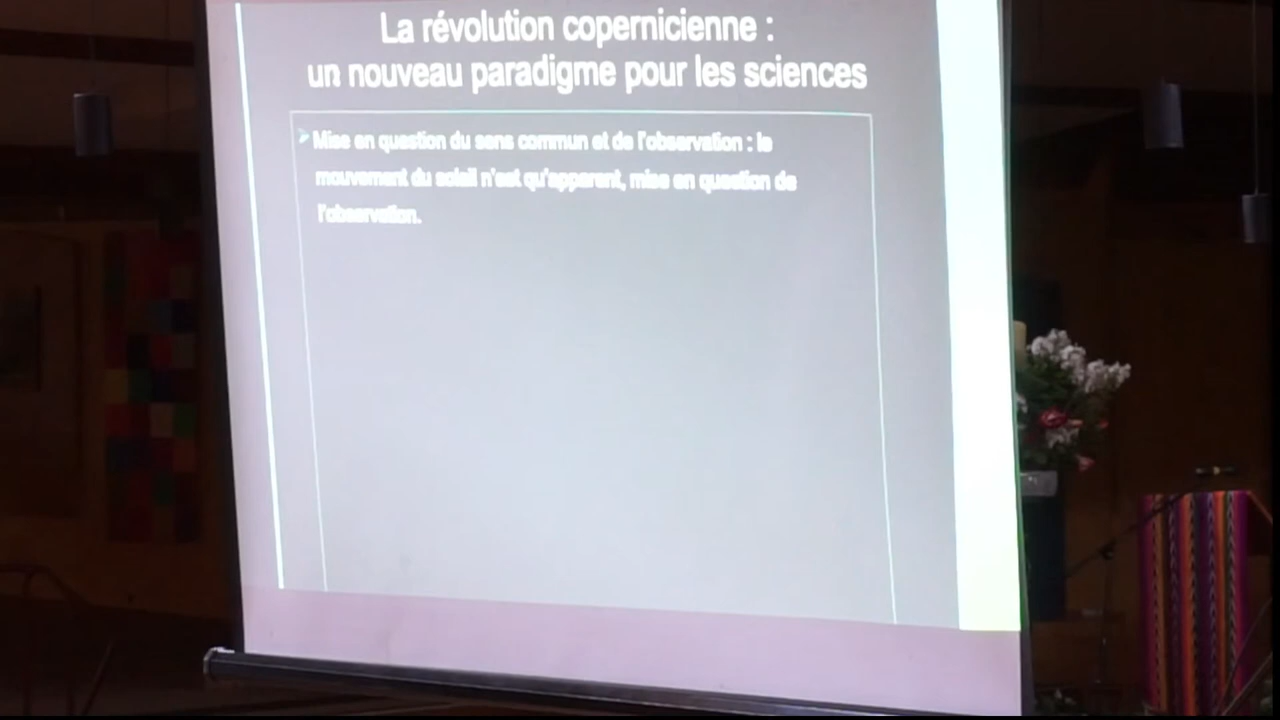 La révolution copernicienne :
un nouveau paradigme pour les sciences
Mise en question du sens commun et de l'observation : le
mouvement du soleil n'est qu'apparent, mise en question de
l'observation.